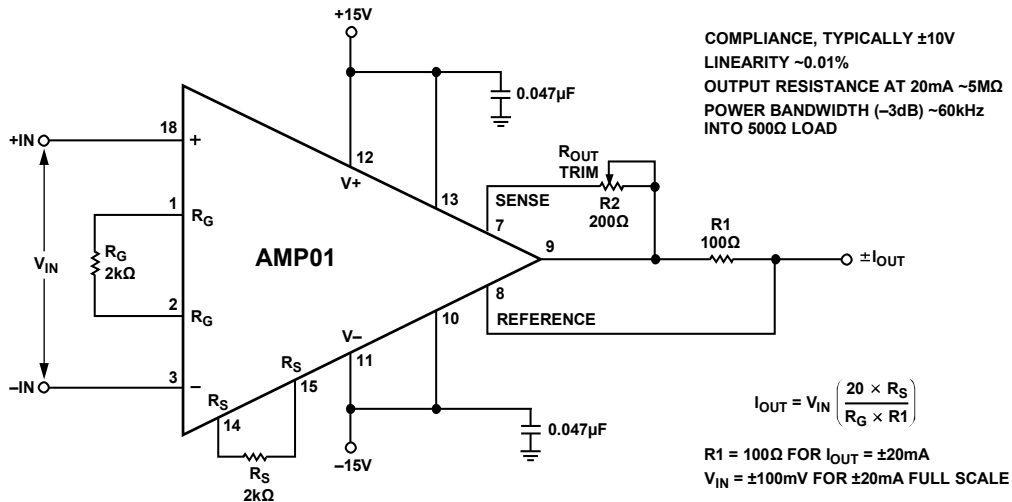 +15V
COMPLIANCE, TYPICALLY ±10V
LINEARITY ~0.01%
OUTPUT RESISTANCE AT 20mA ~5MΩ
POWER BANDWIDTH (–3dB) ~60kHz
INTO 500Ω LOAD
0.047µF
+IN
18
+
12
V+
13
R_OUT
TRIM
SENSE
R2
200Ω
7
1
R_G
R_G
2kΩ
V_IN
AMP01
9
R1
100Ω
±I_OUT
8
REFERENCE
2
R_G
10
V–
11
–IN
3
–
R_S
15
R_S
14
R_S
2kΩ
–15V
0.047µF
I_OUT = V_IN (20 × R_S / R_G × R1)
R1 = 100Ω FOR I_OUT = ±20mA
V_IN = ±100mV FOR ±20mA FULL SCALE